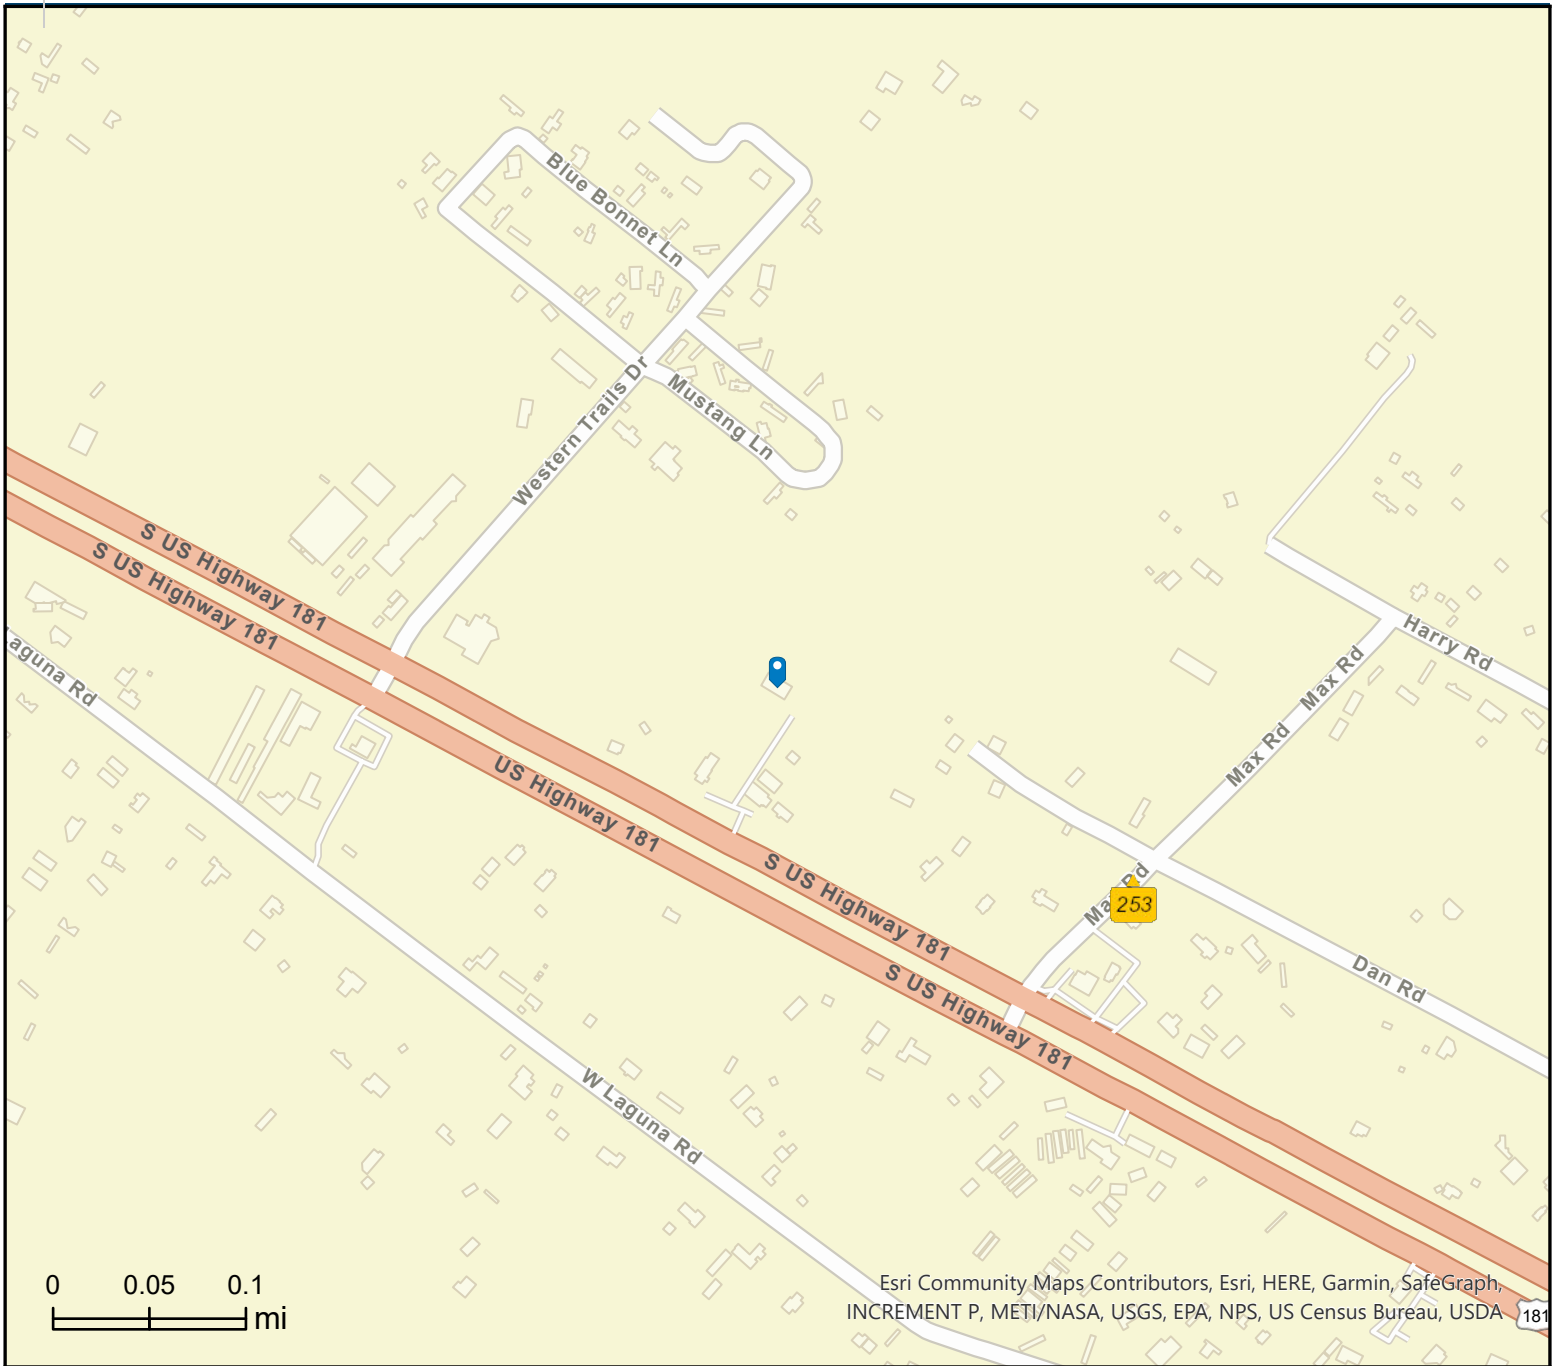 Blue Bonnet Ln
Western Trails Dr
Mustang Ln
S US Highway 181
S US Highway 181
aguna Rd
Harry Rd
Max Rd
Max Rd
US Highway 181
S US Highway 181
Ma Rd
253
S US Highway 181
Dan Rd
W Laguna Rd
0 0.05 0.1
mi
Esri Community Maps Contributors, Esri, HERE, Garmin, SafeGraph,
INCREMENT P, METI/NASA, USGS, EPA, NPS, US Census Bureau, USDA
181